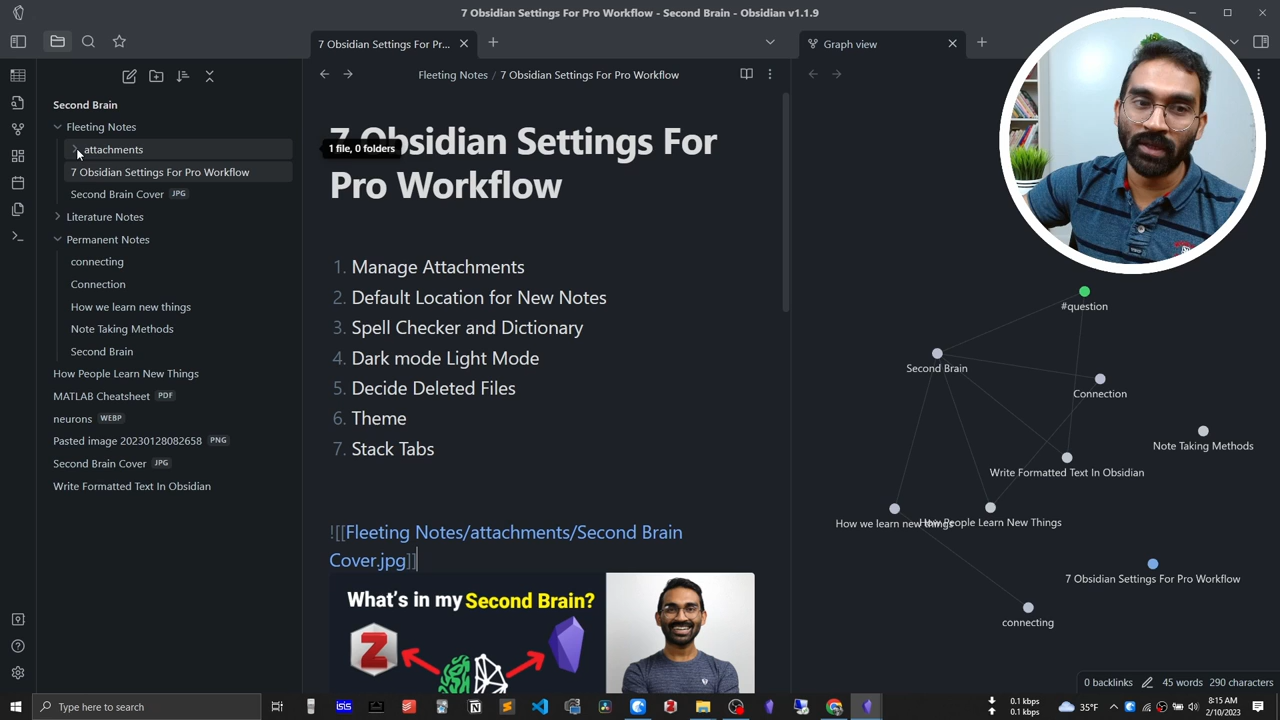 7 Obsidian Settings For Pro Workflow - Second Brain - Obsidian v1.1.9
7 Obsidian Settings For Pr...
Graph view
Fleeting Notes / 7 Obsidian Settings For Pro Workflow
Second Brain
Fleeting Notes
attachments
1 file, 0 folders
7 Obsidian Settings For Pro Workflow
Second Brain Cover JPG
Literature Notes
Permanent Notes
connecting
Connection
How we learn new things
Note Taking Methods
Second Brain
How People Learn New Things
MATLAB Cheatsheet PDF
neurons WEBP
Pasted image 20230128082658 PNG
Second Brain Cover JPG
Write Formatted Text In Obsidian
7 Obsidian Settings For
Pro Workflow
1. Manage Attachments
2. Default Location for New Notes
3. Spell Checker and Dictionary
4. Dark mode Light Mode
5. Decide Deleted Files
6. Theme
7. Stack Tabs
![[Fleeting Notes/attachments/Second Brain
Cover.jpg]]
What's in my Second Brain?
Z
#question
Second Brain
Connection
Note Taking Methods
Write Formatted Text In Obsidian
How we learn new things
How People Learn New Things
7 Obsidian Settings For Pro Workflow
connecting
0 backlinks 45 words 290 characters
Type here to search
isis
0.1 kbps
0.1 kbps
35°F
8:15 AM
2/10/2023